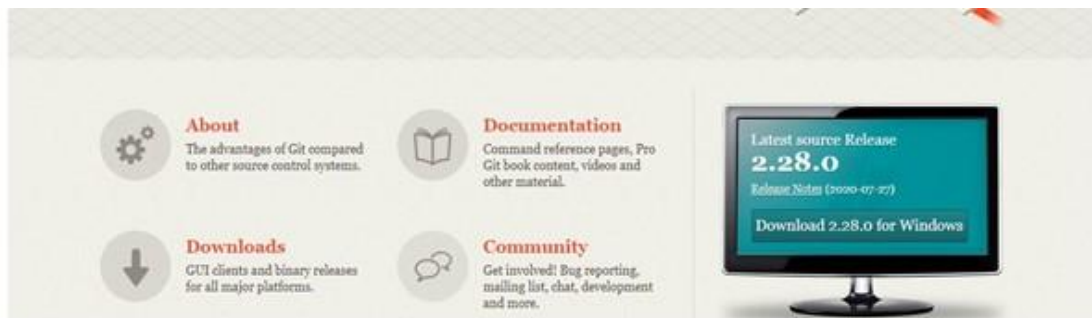 About
The advantages of Git compared
to other source control systems.
Documentation
Command reference pages, Pro
Git book content, videos and
other material.
Latest source Release
2.28.0
Release Notes (2020-07-27)
Download 2.28.0 for Windows
Downloads
GUI clients and binary releases
for all major platforms.
Community
Get involved! Bug reporting,
mailing list, chat, development
and more.